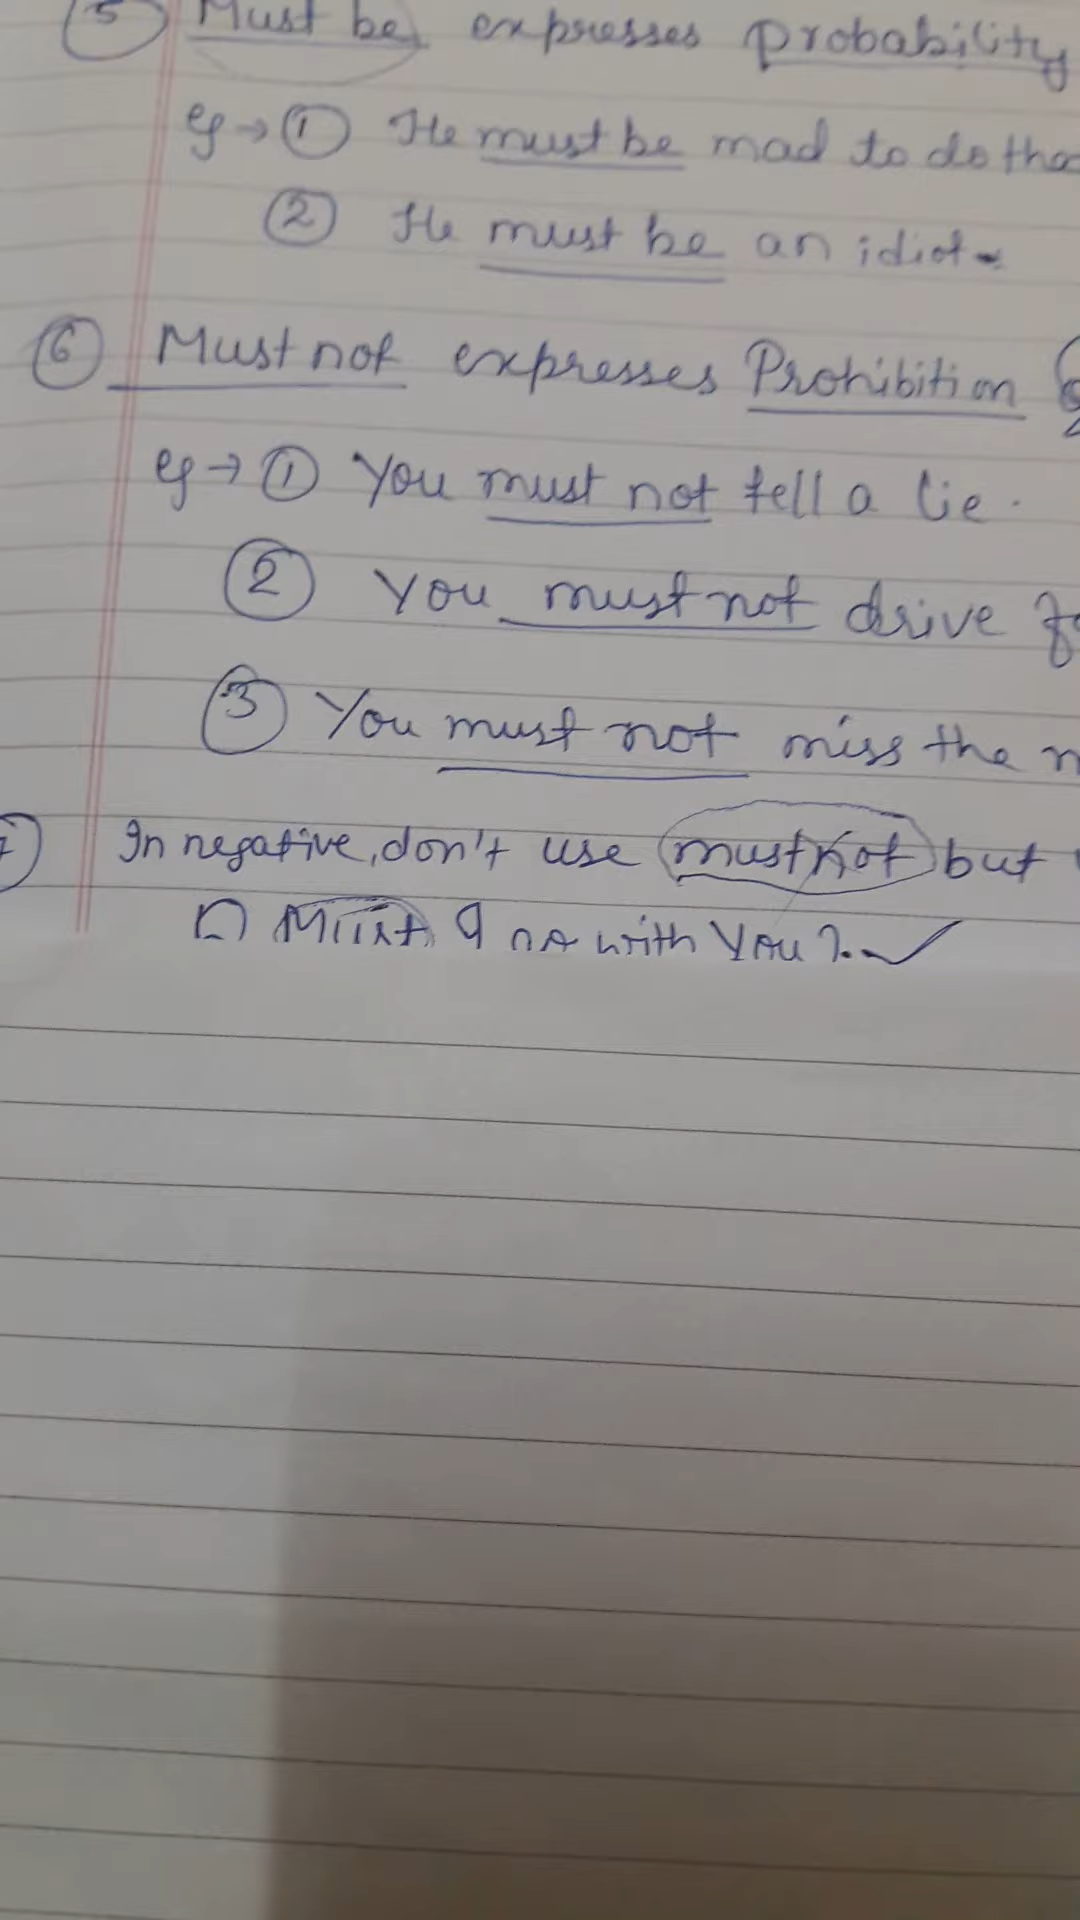 5 Must be expresses probability
eg → 1 He must be mad to do tha
2 He must be an idiot
6 Must not expresses Prohibition
eg → 1 You must not tell a lie.
2 You must not drive
3 You must not miss the
In negative, don't use must not but
Must I go with you?